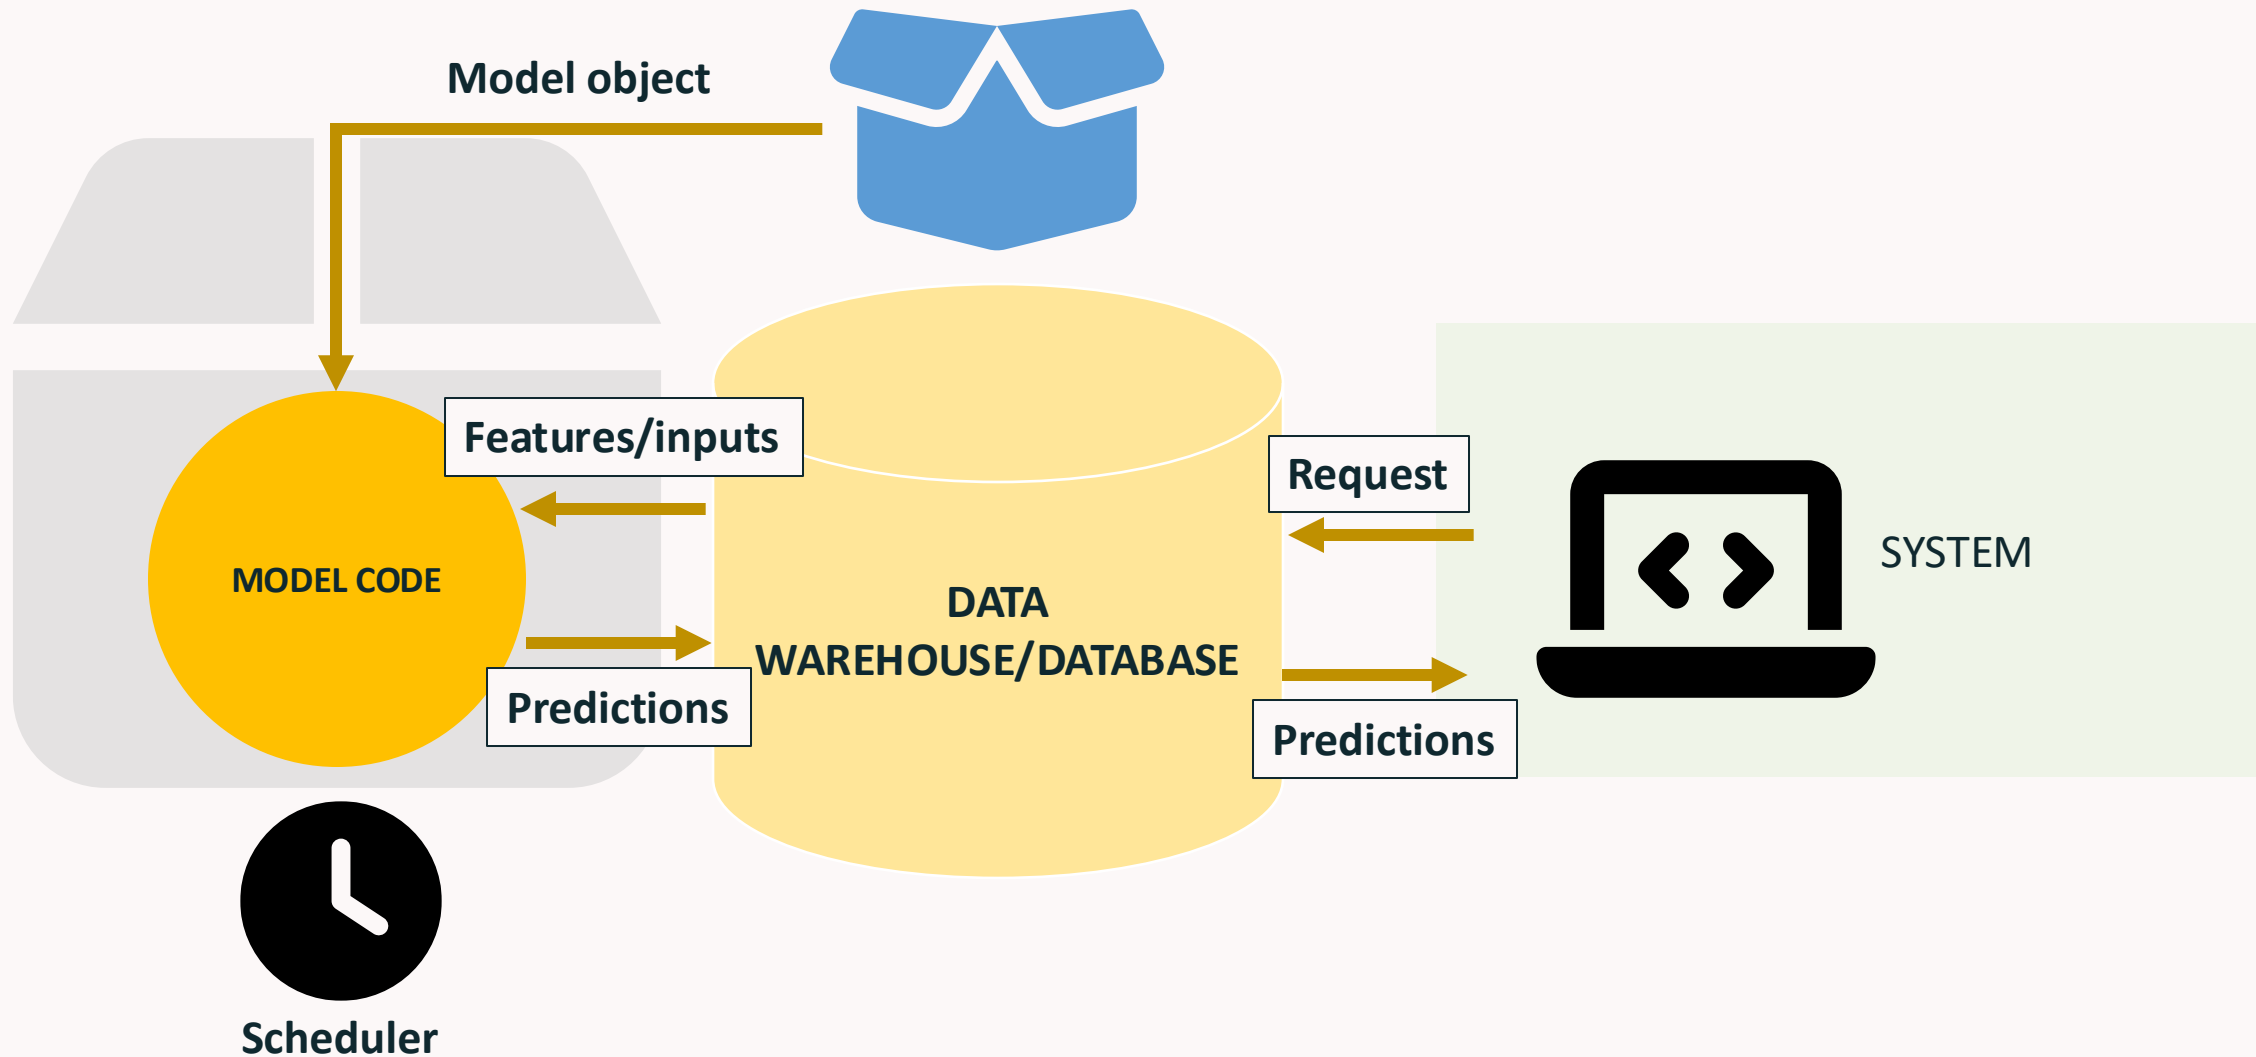 Model object
Features/inputs
Request
MODEL CODE
SYSTEM
DATA
WAREHOUSE/DATABASE
Predictions
Predictions
Scheduler